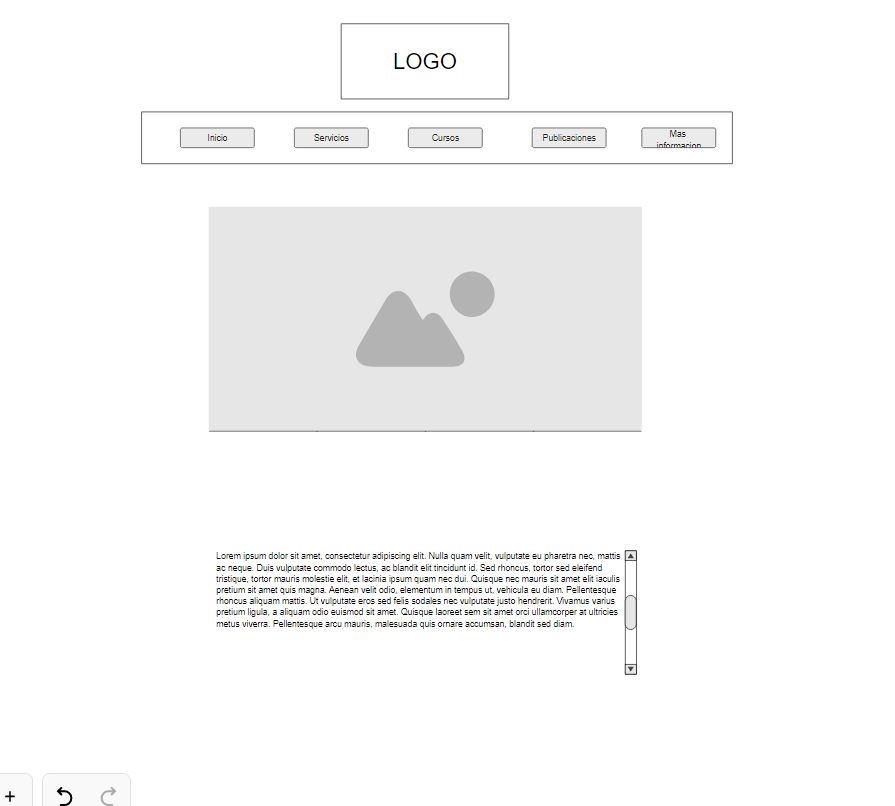 LOGO
Inicio
Servicios
Cursos
Publicaciones
Mas
informacion
Lorem ipsum dolor sit amet, consectetur adipiscing elit. Nulla quam velit, vulputate eu pharetra nec, mattis
ac neque. Duis vulputate commodo lectus, ac blandit elit tincidunt id. Sed rhoncus, tortor sed eleifend
tristique, tortor mauris molestie elit, et lacinia ipsum quam nec dui. Quisque nec mauris sit amet elit iaculis
pretium sit amet quis magna. Aenean velit odio, elementum in tempus ut, vehicula eu diam. Pellentesque
rhoncus aliquam mattis. Ut vulputate eros sed felis sodales nec vulputate justo hendrerit. Vivamus varius
pretium ligula, a aliquam odio euismod sit amet. Quisque laoreet sem sit amet orci ullamcorper at ultricies
metus viverra. Pellentesque arcu mauris, malesuada quis ornare accumsan, blandit sed diam.